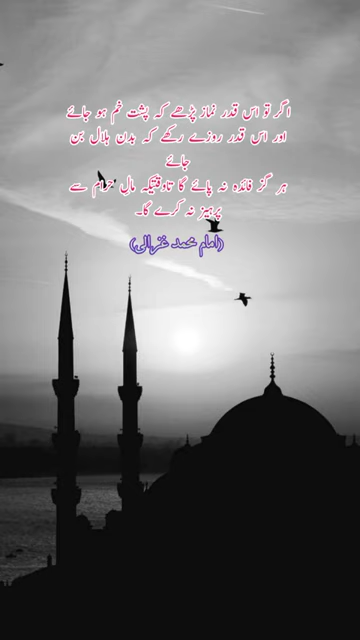 اگر تو اس قدر نماز پڑھے کہ پشت خم ہو جائے
اور اس قدر روزے رکھے کہ بدن ہلال بن
جائے
ہر گز فائدہ نہ پائے گا تاوقتیکہ مال حرام سے
پرہیز نہ کرے گا۔
(امام محمد غزالی)